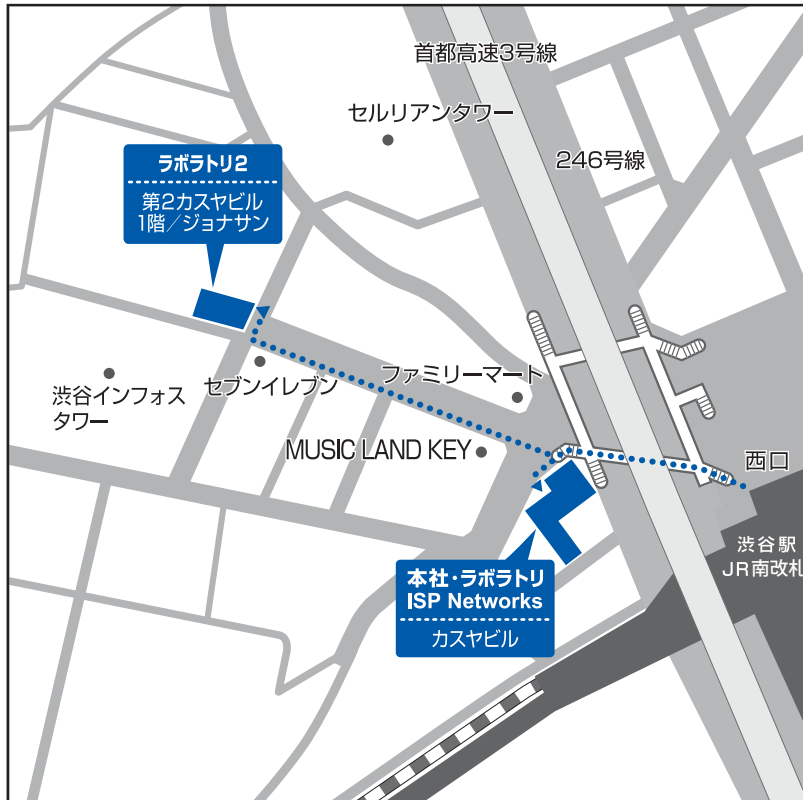 首都高速3号線
セルリアンタワー
246号線
ラボラトリ2
第2カスヤビル
1階／ジョナサン
渋谷インフォス
タワー
セブンイレブン
ファミリーマート
MUSIC LAND KEY
西口
渋谷駅
JR南改札
本社・ラボラトリ
ISP Networks
カスヤビル